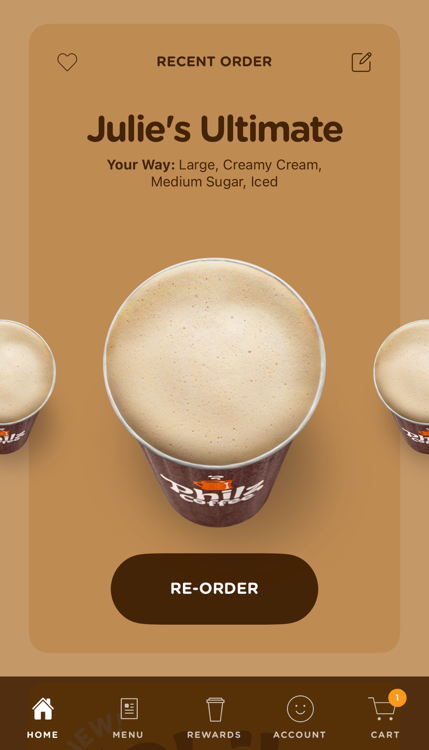 RECENT ORDER
Julie's Ultimate
Your Way: Large, Creamy Cream,
Medium Sugar, Iced
philz
COFFEE
RE-ORDER
1
HOME
MENU
REWARDS
ACCOUNT
CART